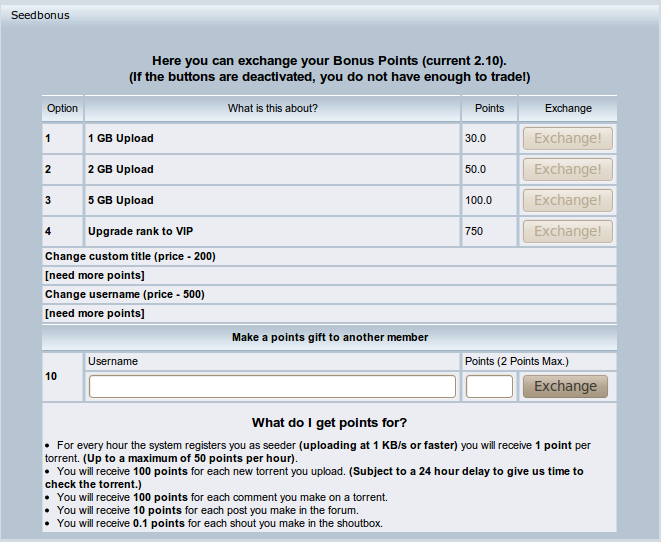 Seedbonus
Here you can exchange your Bonus Points (current 2.10).
(If the buttons are deactivated, you do not have enough to trade!)
Option What is this about? Points Exchange
1 1 GB Upload 30.0 Exchange!
2 2 GB Upload 50.0 Exchange!
3 5 GB Upload 100.0 Exchange!
4 Upgrade rank to VIP 750 Exchange!
Change custom title (price - 200)
[need more points]
Change username (price - 500)
[need more points]
Make a points gift to another member
Username Points (2 Points Max.)
10 Exchange
What do I get points for?
• For every hour the system registers you as seeder (uploading at 1 KB/s or faster) you will receive 1 point per
torrent. (Up to a maximum of 50 points per hour).
• You will receive 100 points for each new torrent you upload. (Subject to a 24 hour delay to give us time to
check the torrent.)
• You will receive 100 points for each comment you make on a torrent.
• You will receive 10 points for each post you make in the forum.
• You will receive 0.1 points for each shout you make in the shoutbox.